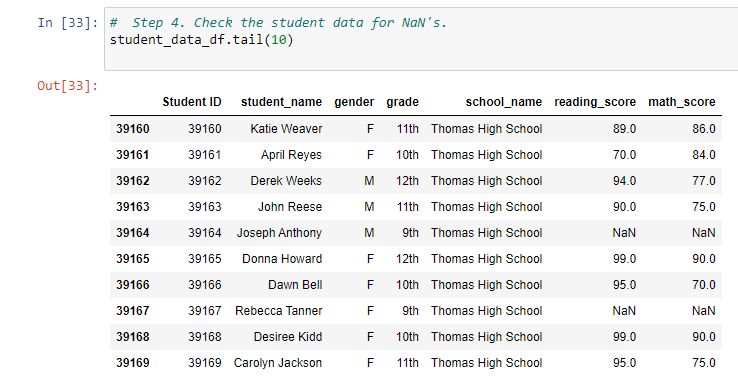 In [33]: #  Step 4. Check the student data for NaN's.
student_data_df.tail(10)
Out[33]:
Student ID student_name gender grade school_name reading_score math_score
39160 39160 Katie Weaver F 11th Thomas High School 89.0 86.0
39161 39161 April Reyes F 10th Thomas High School 70.0 84.0
39162 39162 Derek Weeks M 12th Thomas High School 94.0 77.0
39163 39163 John Reese M 11th Thomas High School 90.0 75.0
39164 39164 Joseph Anthony M 9th Thomas High School NaN NaN
39165 39165 Donna Howard F 12th Thomas High School 99.0 90.0
39166 39166 Dawn Bell F 10th Thomas High School 95.0 70.0
39167 39167 Rebecca Tanner F 9th Thomas High School NaN NaN
39168 39168 Desiree Kidd F 10th Thomas High School 99.0 90.0
39169 39169 Carolyn Jackson F 11th Thomas High School 95.0 75.0